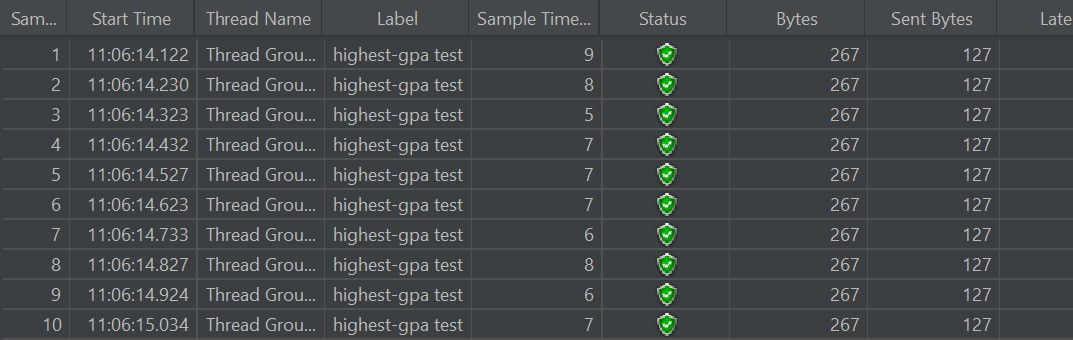 Sam... Start Time Thread Name Label Sample Time... Status Bytes Sent Bytes Late
1 11:06:14.122 Thread Grou... highest-gpa test 9 267 127
2 11:06:14.230 Thread Grou... highest-gpa test 8 267 127
3 11:06:14.323 Thread Grou... highest-gpa test 5 267 127
4 11:06:14.432 Thread Grou... highest-gpa test 7 267 127
5 11:06:14.527 Thread Grou... highest-gpa test 7 267 127
6 11:06:14.623 Thread Grou... highest-gpa test 7 267 127
7 11:06:14.733 Thread Grou... highest-gpa test 6 267 127
8 11:06:14.827 Thread Grou... highest-gpa test 8 267 127
9 11:06:14.924 Thread Grou... highest-gpa test 6 267 127
10 11:06:15.034 Thread Grou... highest-gpa test 7 267 127